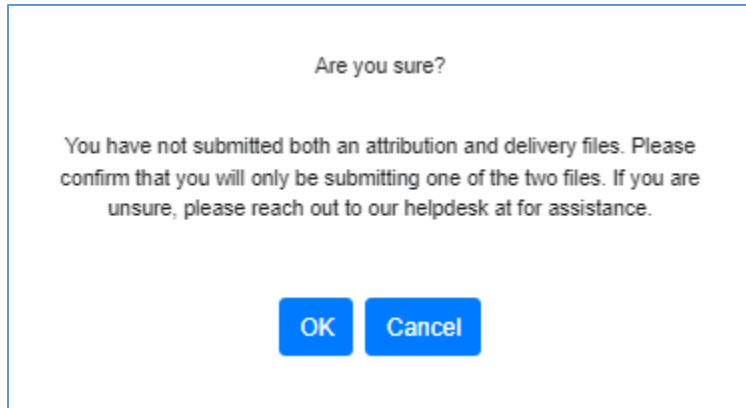 Are you sure?
You have not submitted both an attribution and delivery files. Please
confirm that you will only be submitting one of the two files. If you are
unsure, please reach out to our helpdesk at for assistance.
OK
Cancel